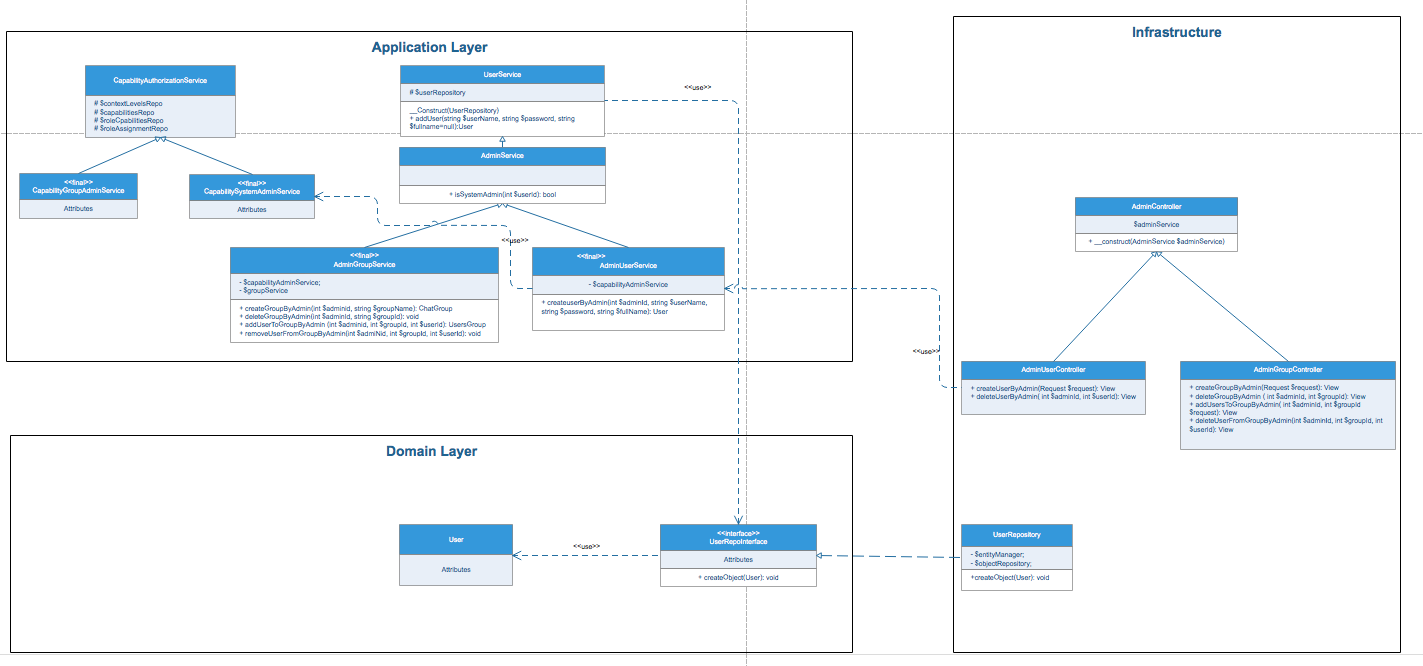 Application Layer
CapabilityAuthorizationService
# $contextLevelsRepo
# $capabilitiesRepo
# $roleCpabilitiesRepo
# $roleAssignmentRepo
<<final>>
CapabilityGroupAdminService
Attributes
<<final>>
CapabilitySystemAdminService
Attributes
UserService
# $userRepository
__Construct(UserRepository)
+ addUser(string $userName, string $password, string
$fullname=null):User
<<use>>
AdminService
+ isSystemAdmin(int $userId): bool
<<use>>
<<final>>
AdminGroupService
- $capabilityAdminService;
- $groupService
+ createGroupByAdmin(int $adminid, string $groupName): ChatGroup
+ deleteGroupByAdmin(int $adminid, string $groupId): void
+ addUserToGroupByAdmin (int $adminid, int $groupId, int $userId): UsersGroup
+ removeUserFromGroupByAdmin(int $admiNid, int $groupId, int $userId): void
<<final>>
AdminUserService
- $capabilityAdminService
+ createuserByAdmin(int $adminId, string $userName,
string $password, string $fullName): User
<<use>>
Domain Layer
User
Attributes
<<use>>
<<interface>>
UserRepoInterface
Attributes
+ createObject(User): void
Infrastructure
AdminController
$adminService
+ __construct(AdminService $adminService)
AdminUserController
+ createUserByAdmin(Request $request): View
+ deleteUserByAdmin( int $adminId, int $userId): View
AdminGroupController
+ createGroupByAdmin(Request $request): View
+ deleteGroupByAdmin ( int $adminId, int $groupId): View
+ addUsersToGroupByAdmin( int $adminId, int $groupId
$request): View
+ deleteUserFromGroupByAdmin(int $adminId, int $groupId, int
$userId): View
UserRepository
- $entityManager;
- $objectRepository;
+createObject(User): void